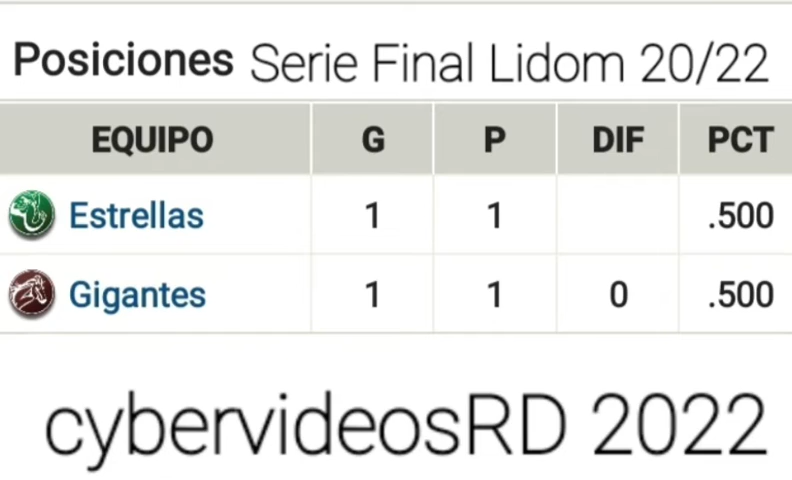 Posiciones Serie Final Lidom 20/22
EQUIPO G P DIF PCT
Estrellas 1 1 .500
Gigantes 1 1 0 .500
cybervideosRD 2022